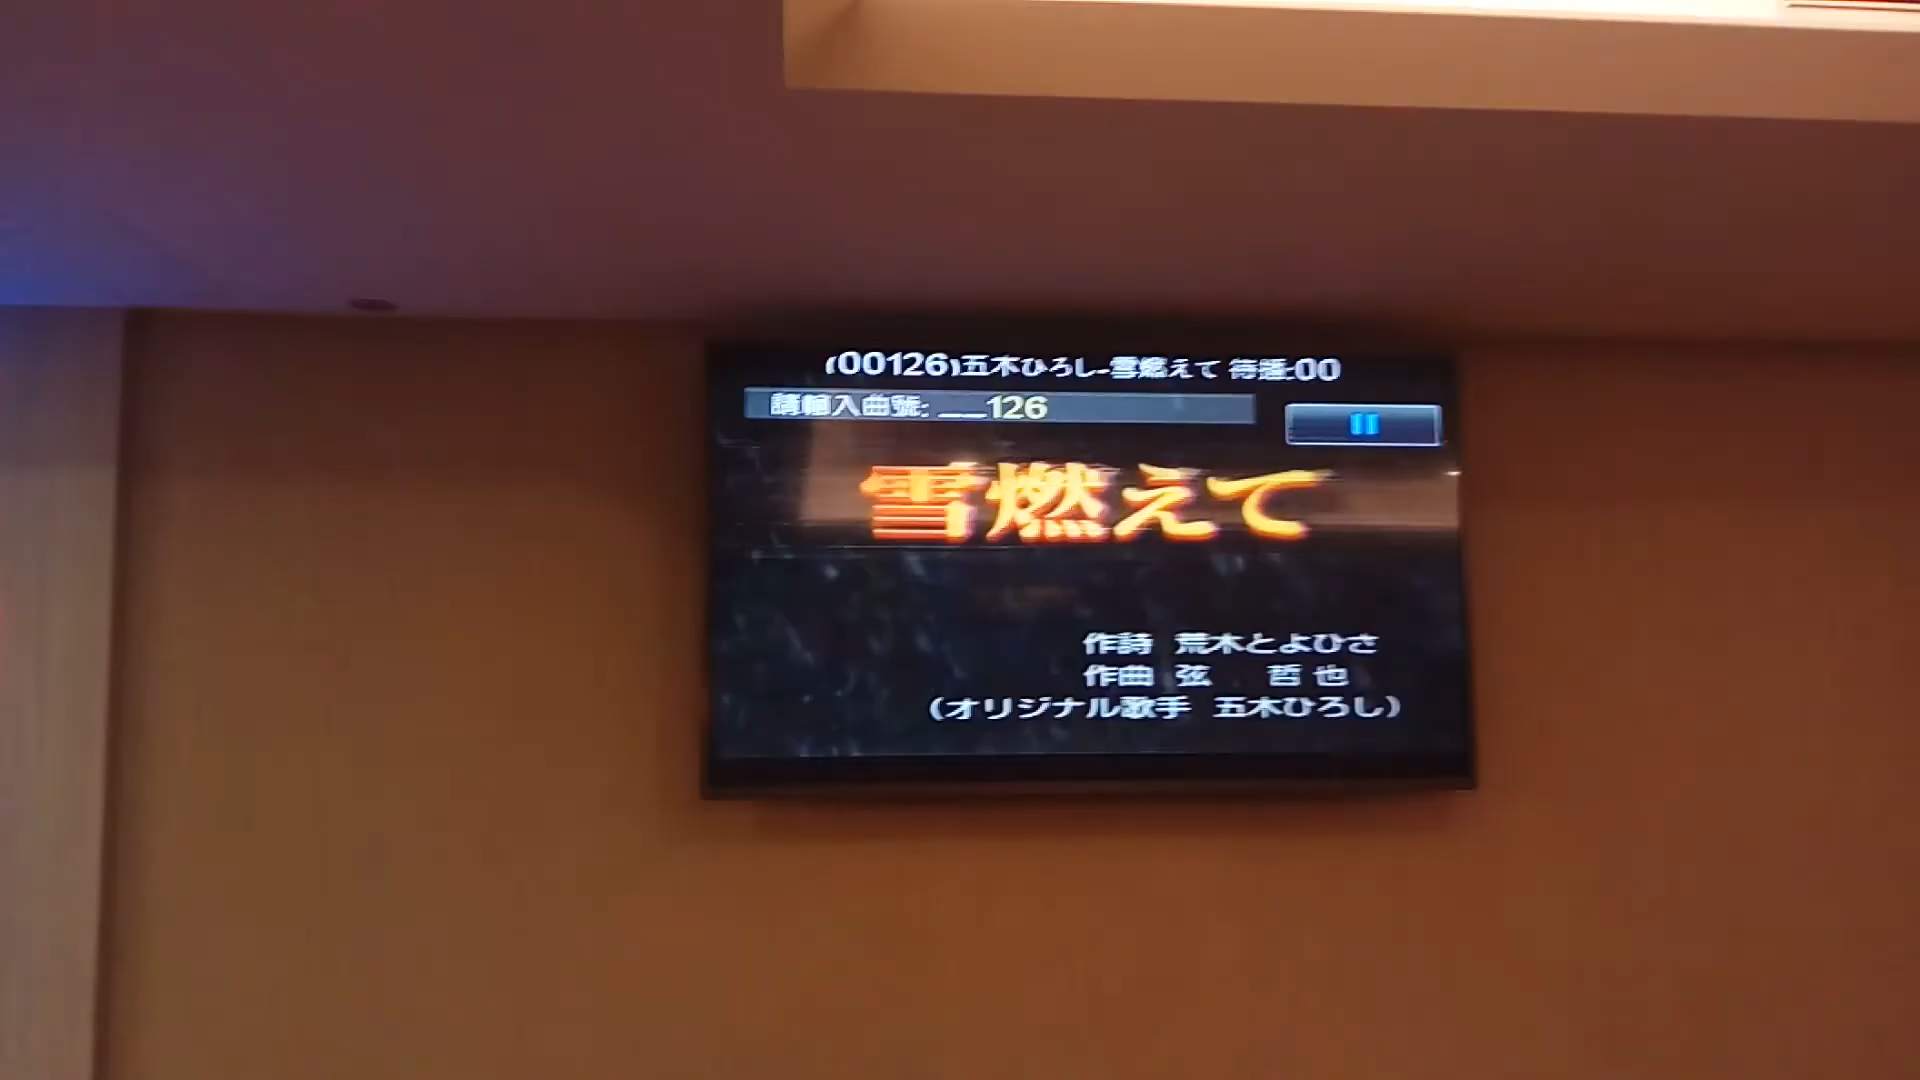 (00126)五木ひろし-雪燃えて 待播:00
請輸入曲號: __126
雪燃えて
作詩 荒木とよひさ
作曲 弦 哲也
(オリジナル歌手 五木ひろし)